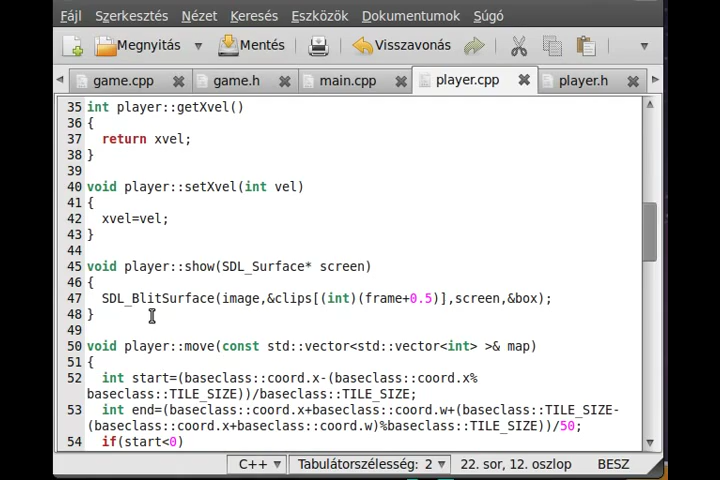 Fájl Szerkesztés Nézet Keresés Eszközök Dokumentumok Súgó
Megnyitás Mentés Visszavonás
game.cpp game.h main.cpp player.cpp player.h
35 int player::getXvel()
36 {
37   return xvel;
38 }
39
40 void player::setXvel(int vel)
41 {
42   xvel=vel;
43 }
44
45 void player::show(SDL_Surface* screen)
46 {
47   SDL_BlitSurface(image,&clips[(int)(frame+0.5)],screen,&box);
48 }
49
50 void player::move(const std::vector<std::vector<int> >& map)
51 {
52   int start=(baseclass::coord.x-(baseclass::coord.x%
baseclass::TILE_SIZE))/baseclass::TILE_SIZE;
53   int end=(baseclass::coord.x+baseclass::coord.w+(baseclass::TILE_SIZE-
(baseclass::coord.x+baseclass::coord.w)%baseclass::TILE_SIZE))/50;
54   if(start<0)
C++ Tabulátorszélesség: 2 22. sor, 12. oszlop BESZ